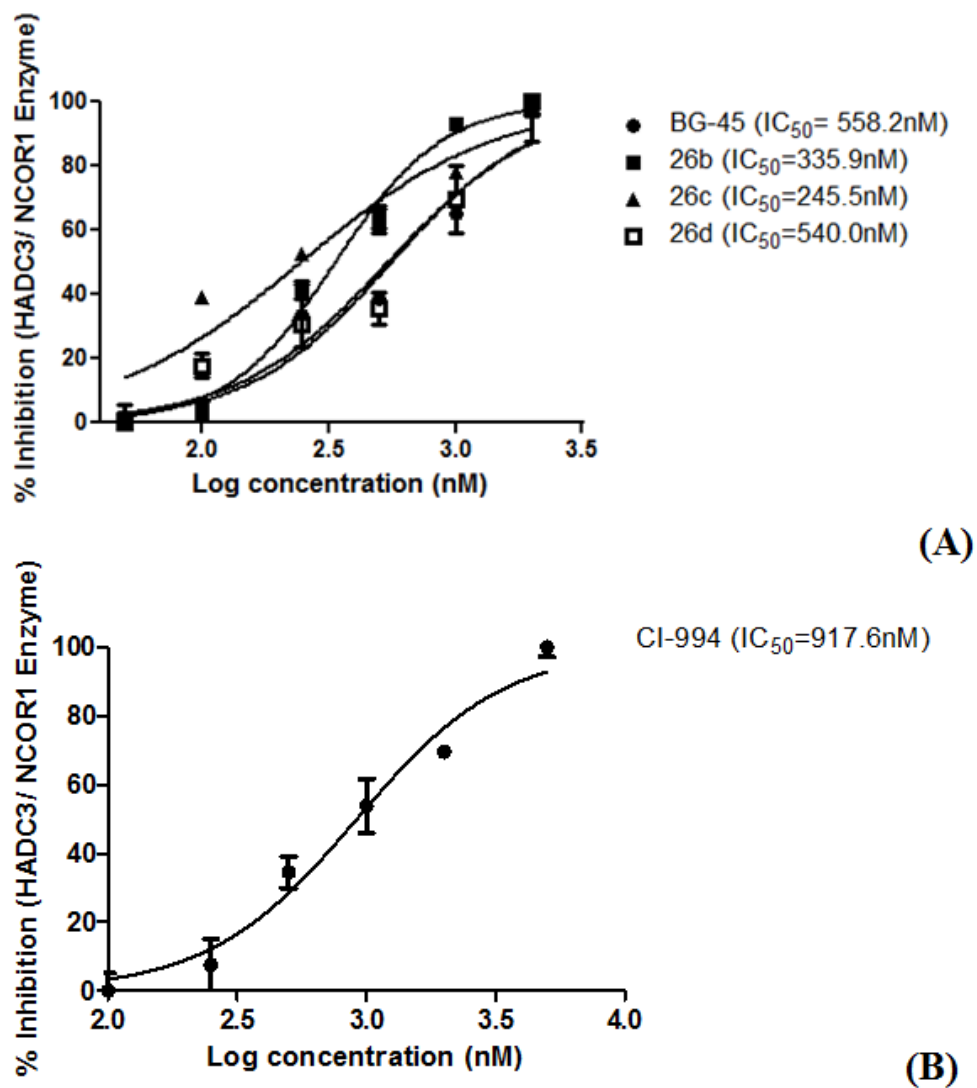 % Inhibition (HADC3/ NCOR1 Enzyme)
100
80
60
40
20
0
2.0 2.5 3.0 3.5
Log concentration (nM)
BG-45 (IC50= 558.2nM)
26b (IC50=335.9nM)
26c (IC50=245.5nM)
26d (IC50=540.0nM)
(A)
% Inhibition (HADC3/ NCOR1 Enzyme)
100
80
60
40
20
0
2.0 2.5 3.0 3.5 4.0
Log concentration (nM)
CI-994 (IC50=917.6nM)
(B)